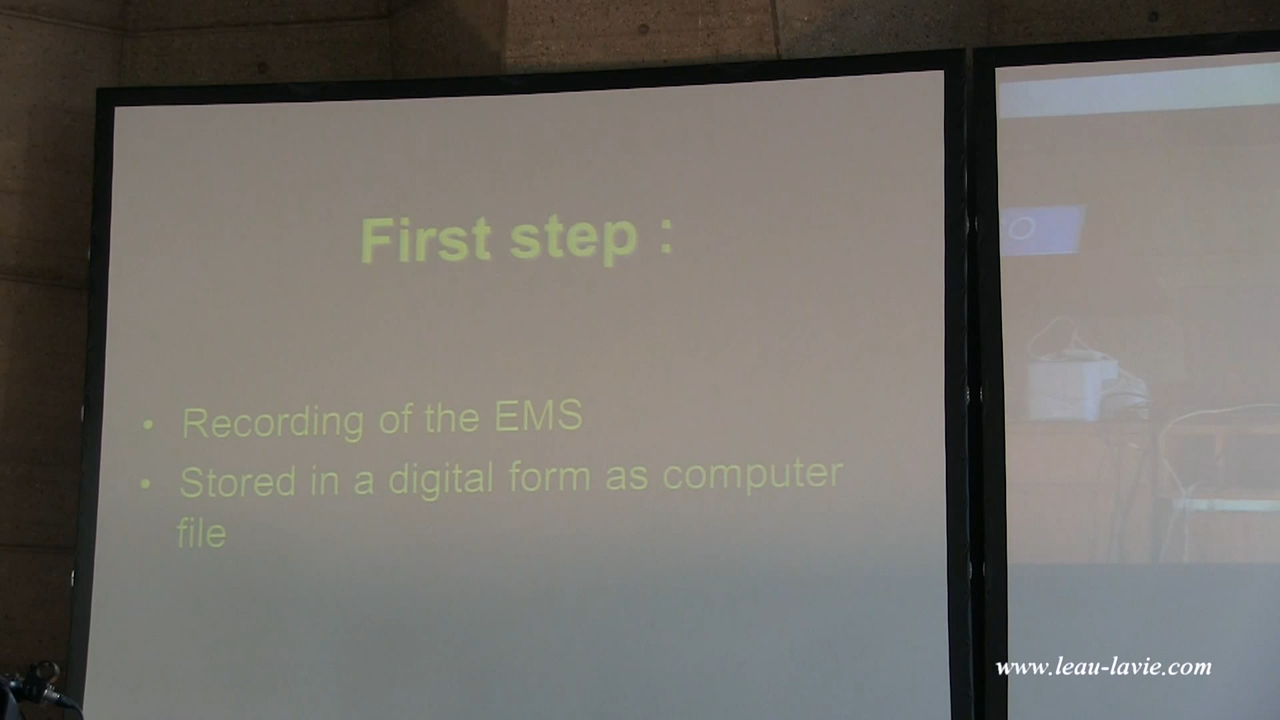 First step :
• Recording of the EMS
• Stored in a digital form as computer
file
www.leau-lavie.com